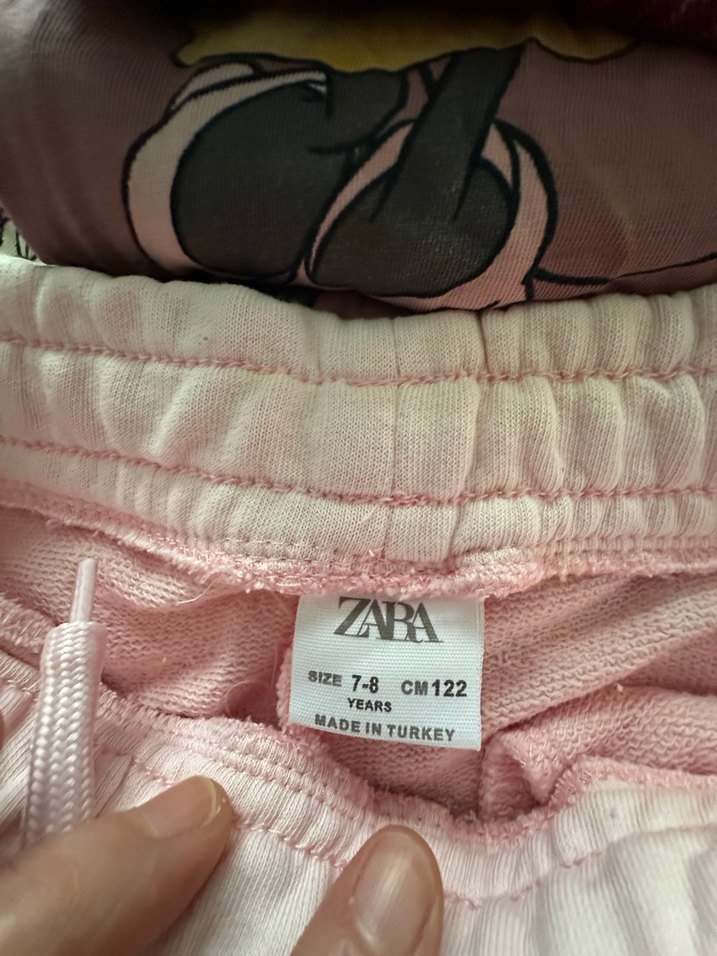 ZARA
SIZE 7-8 CM 122
YEARS
MADE IN TURKEY